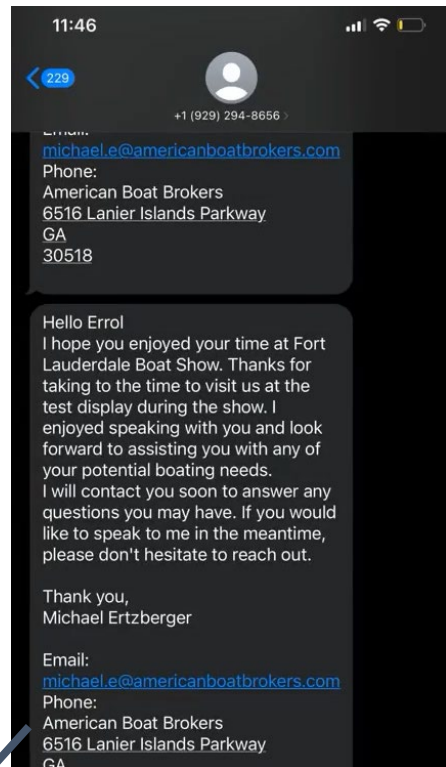 11:46
229
+1 (929) 294-8656
Email:
michael.e@americanboatbrokers.com
Phone:
American Boat Brokers
6516 Lanier Islands Parkway
GA
30518
Hello Errol
I hope you enjoyed your time at Fort
Lauderdale Boat Show. Thanks for
taking to the time to visit us at the
test display during the show. I
enjoyed speaking with you and look
forward to assisting you with any of
your potential boating needs.
I will contact you soon to answer any
questions you may have. If you would
like to speak to me in the meantime,
please don't hesitate to reach out.
Thank you,
Michael Ertzberger
Email:
michael.e@americanboatbrokers.com
Phone:
American Boat Brokers
6516 Lanier Islands Parkway
GA